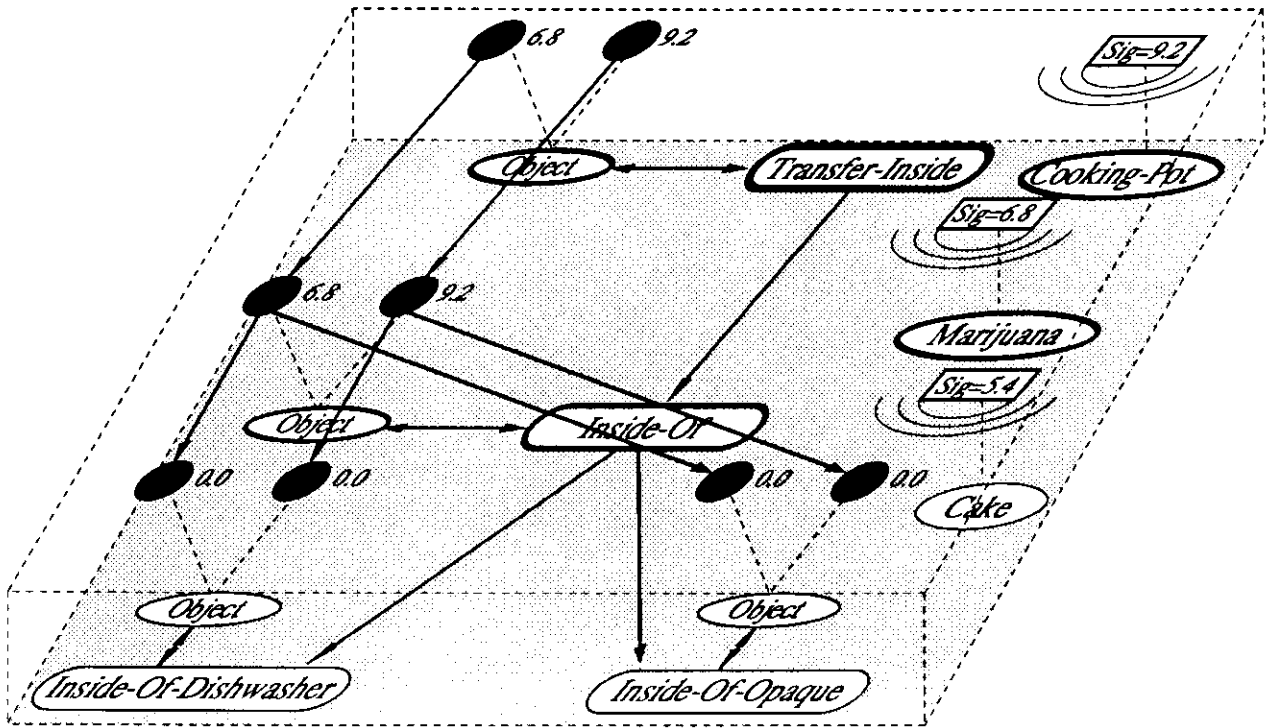 6.8
9.2
Sig=9.2
Object
Transfer-Inside
Cooking-Pot
Sig=6.8
6.8
9.2
Marijuana
Sig=5.4
Object
Inside-Of
0.0
0.0
0.0
0.0
Cake
Object
Object
Inside-Of-Dishwasher
Inside-Of-Opaque